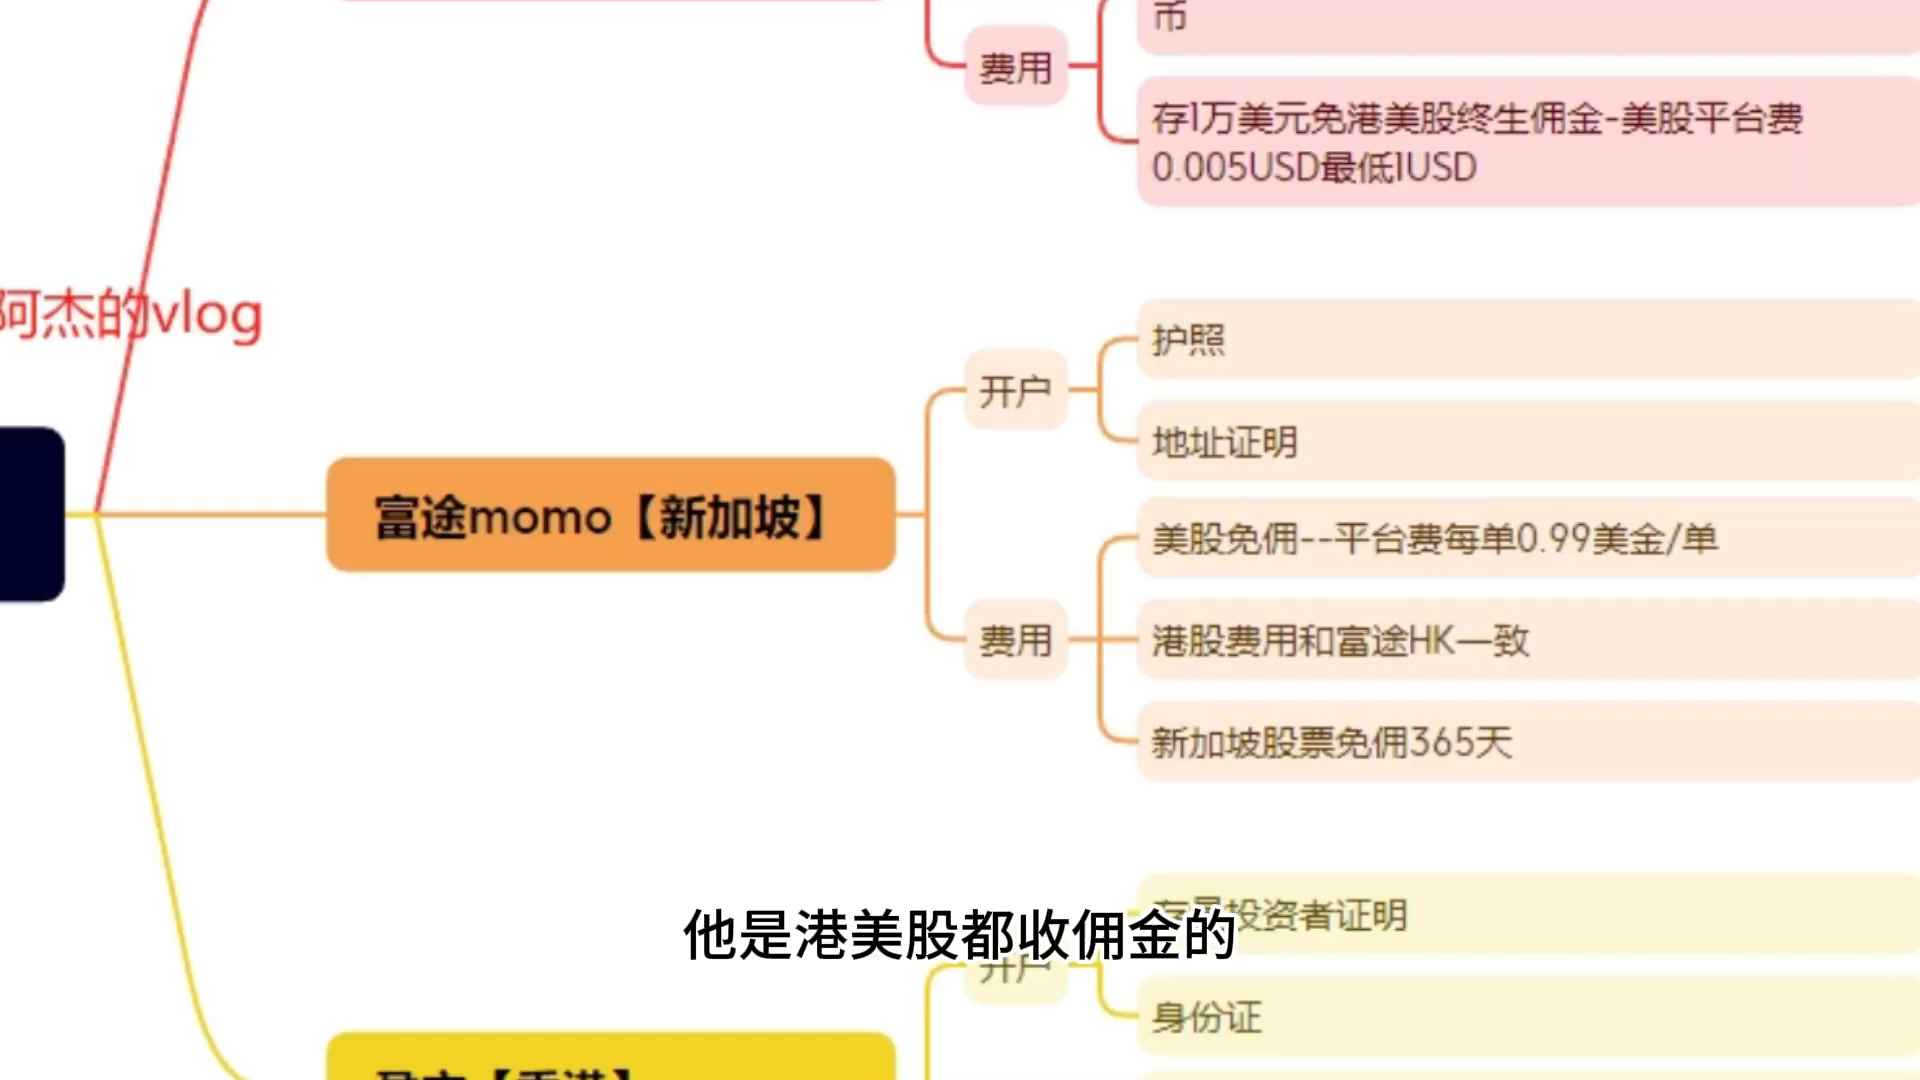 币
费用
存1万美元免港美股终生佣金-美股平台费
0.005USD最低1USD
阿杰的vlog
护照
开户
地址证明
富途momo【新加坡】
美股免佣--平台费每单0.99美金/单
费用
港股费用和富途HK一致
新加坡股票免佣365天
投资者证明
他是港美股都收佣金的
开户
身份证